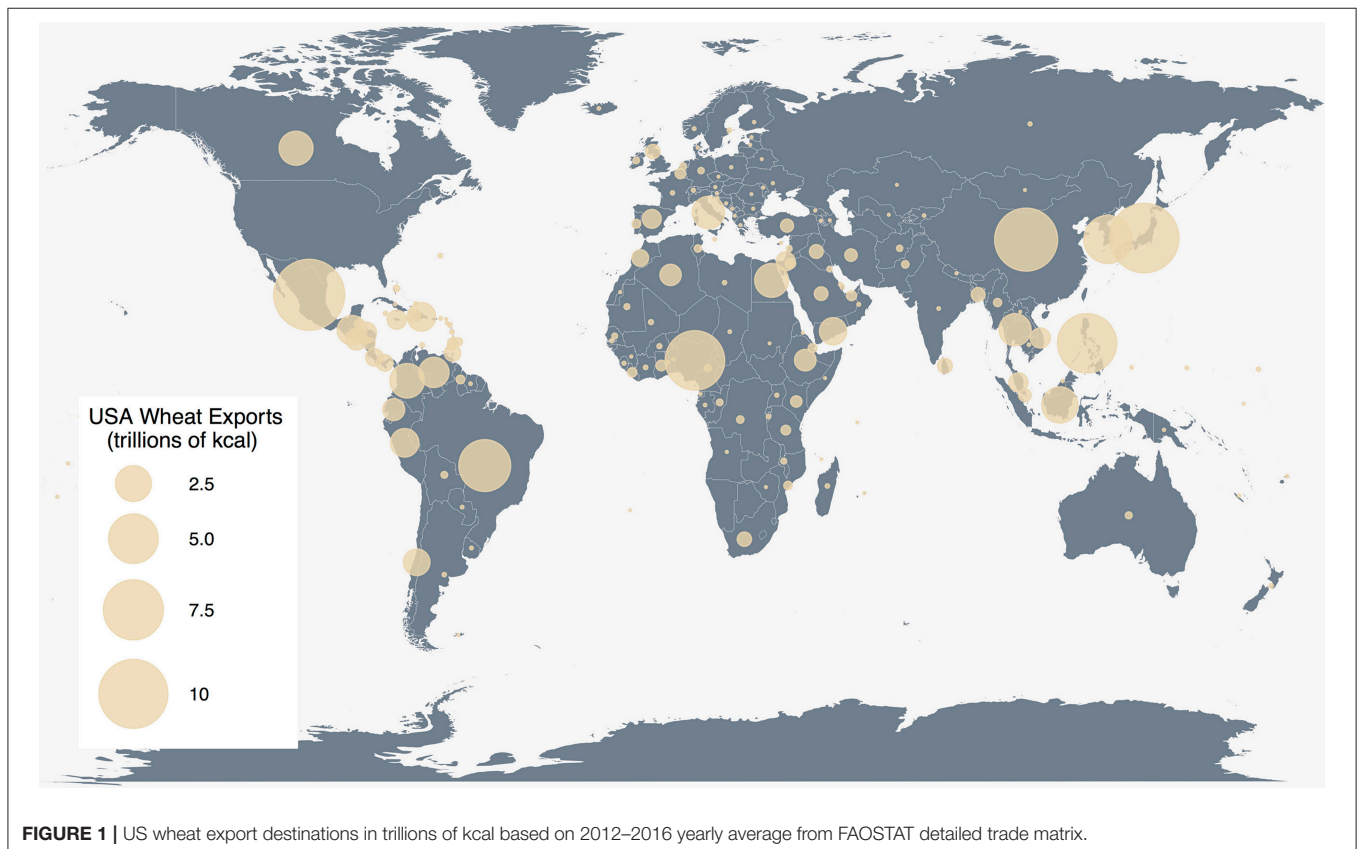 USA Wheat Exports
(trillions of kcal)
2.5
5.0
7.5
10
FIGURE 1 | US wheat export destinations in trillions of kcal based on 2012–2016 yearly average from FAOSTAT detailed trade matrix.